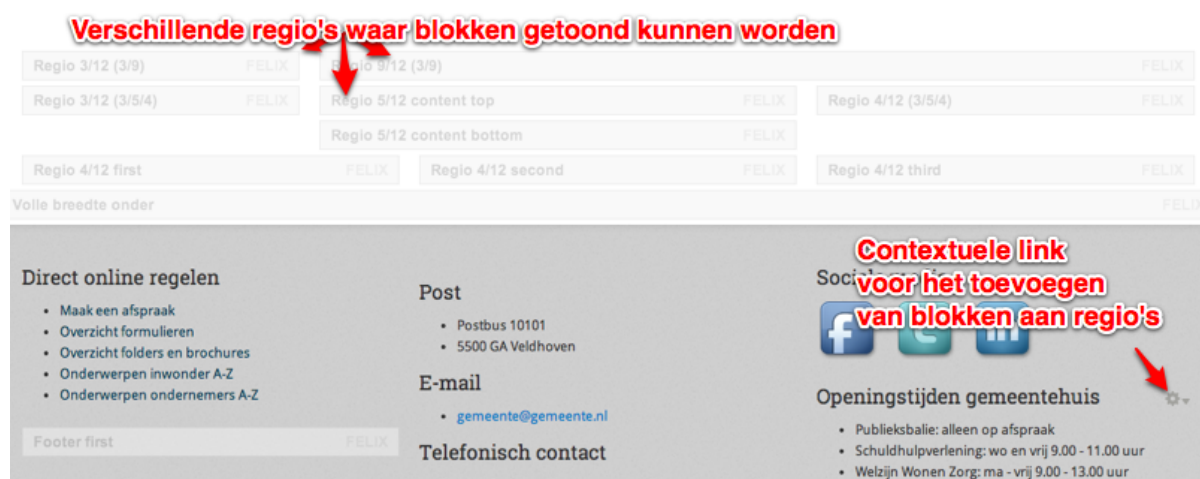 Verschillende regio's waar blokken getoond kunnen worden
Regio 3/12 (3/9) FELIX
Regio 9/12 (3/9) FELIX
Regio 3/12 (3/5/4) FELIX
Regio 5/12 content top FELIX
Regio 4/12 (3/5/4) FELIX
Regio 5/12 content bottom FELIX
Regio 4/12 first FELIX
Regio 4/12 second FELIX
Regio 4/12 third FELIX
Volle breedte onder FELIX
Direct online regelen
• Maak een afspraak
• Overzicht formulieren
• Overzicht folders en brochures
• Onderwerpen inwonder A-Z
• Onderwerpen ondernemers A-Z
Footer first FELIX
Post
• Postbus 10101
• 5500 GA Veldhoven
E-mail
• gemeente@gemeente.nl
Telefonisch contact
Contextuele link
voor het toevoegen
van blokken aan regio's
Openingstijden gemeentehuis
• Publieksbalie: alleen op afspraak
• Schuldhulpverlening: wo en vrij 9.00 - 11.00 uur
• Welzijn Wonen Zorg: ma - vrij 9.00 - 13.00 uur